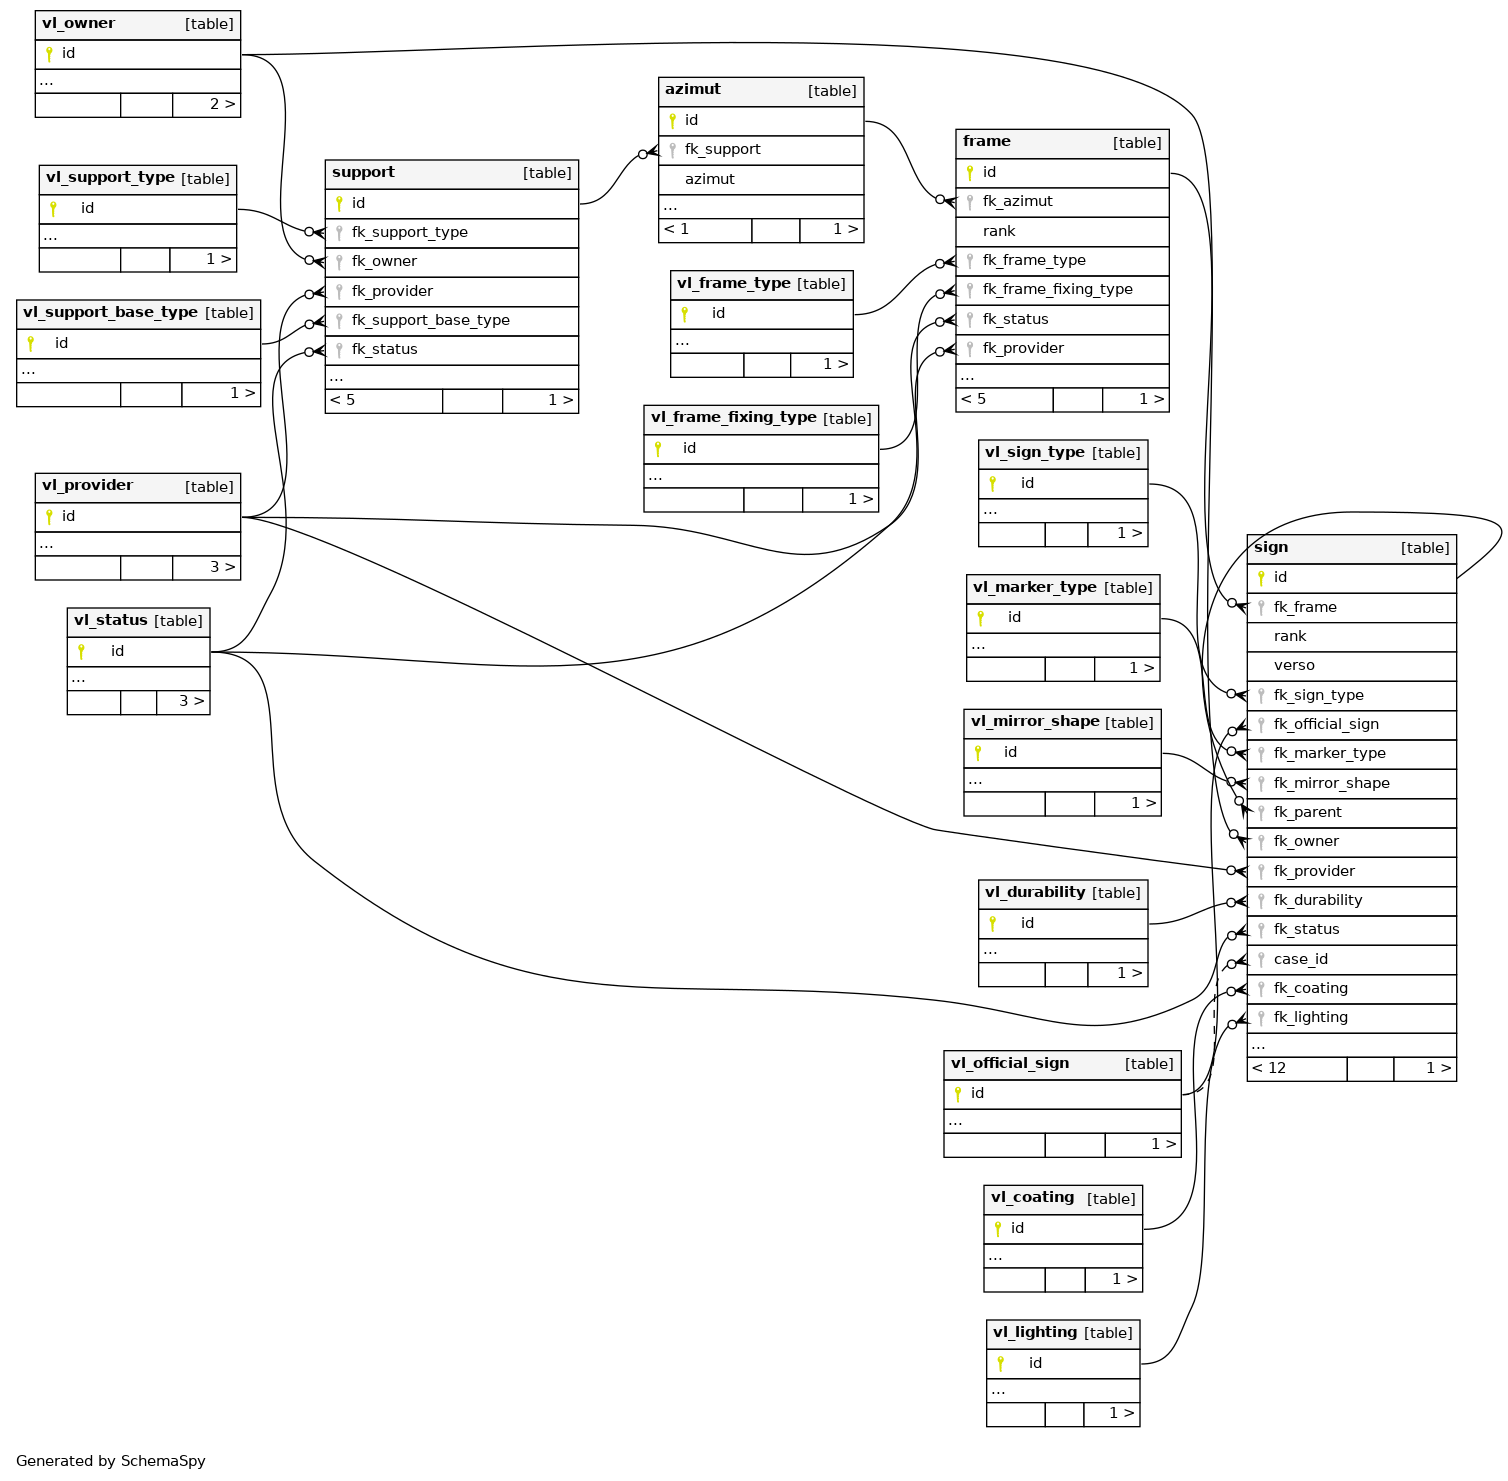 vl_owner [table]
id
...
2 >
vl_support_type [table]
id
...
1 >
vl_support_base_type [table]
id
...
1 >
vl_provider [table]
id
...
3 >
vl_status [table]
id
...
3 >
support [table]
id
fk_support_type
fk_owner
fk_provider
fk_support_base_type
fk_status
...
< 5 1 >
azimut [table]
id
fk_support
azimut
...
< 1 1 >
vl_frame_type [table]
id
...
1 >
vl_frame_fixing_type [table]
id
...
1 >
frame [table]
id
fk_azimut
rank
fk_frame_type
fk_frame_fixing_type
fk_status
fk_provider
...
< 5 1 >
vl_sign_type [table]
id
...
1 >
vl_marker_type [table]
id
...
1 >
vl_mirror_shape [table]
id
...
1 >
vl_durability [table]
id
...
1 >
vl_official_sign [table]
id
...
1 >
vl_coating [table]
id
...
1 >
vl_lighting [table]
id
...
1 >
sign [table]
id
fk_frame
rank
verso
fk_sign_type
fk_official_sign
fk_marker_type
fk_mirror_shape
fk_parent
fk_owner
fk_provider
fk_durability
fk_status
case_id
fk_coating
fk_lighting
...
< 12 1 >
Generated by SchemaSpy